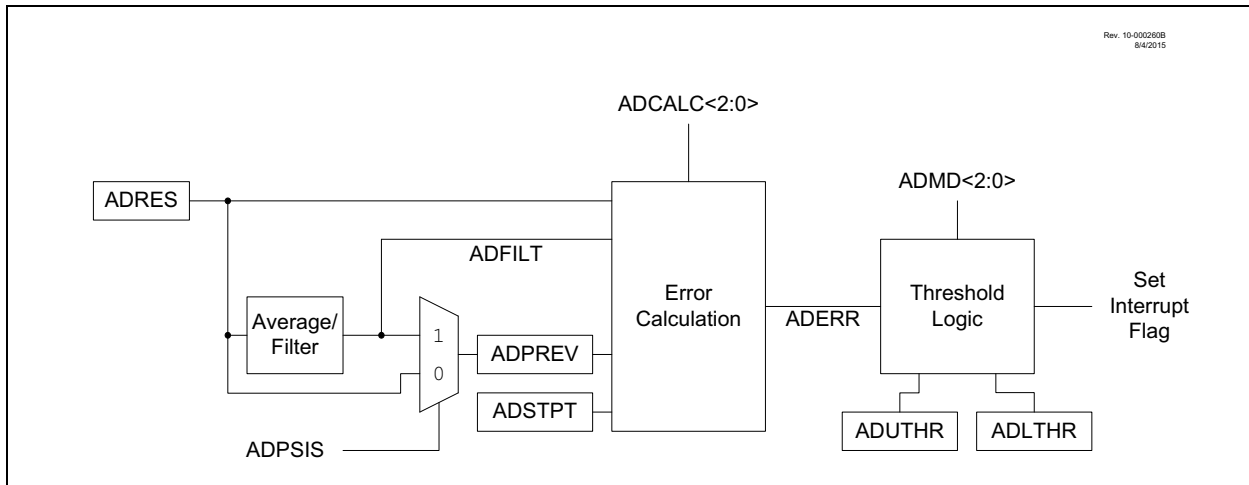 Rev. 10-000260B
8/4/2015
ADCALC<2:0>
ADMD<2:0>
ADRES
ADFILT
Average/
Filter
1
0
ADPREV
ADSTPT
ADPSIS
Error
Calculation
ADERR
Threshold
Logic
Set
Interrupt
Flag
ADUTHR
ADLTHR